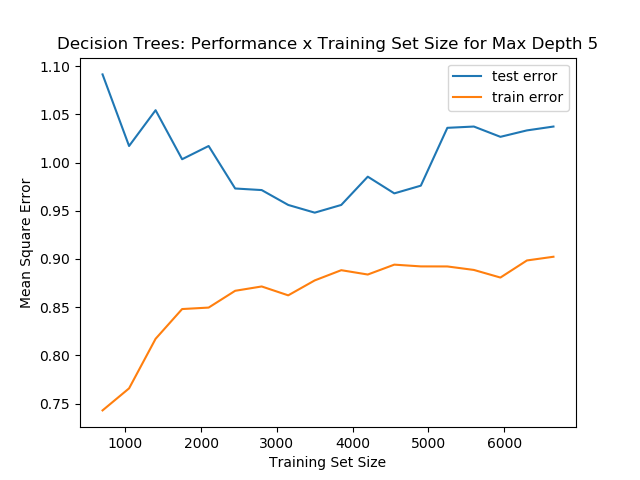 Decision Trees: Performance x Training Set Size for Max Depth 5
1.10
1.05
1.00
0.95
0.90
0.85
0.80
0.75
Mean Square Error
test error
train error
1000 2000 3000 4000 5000 6000
Training Set Size